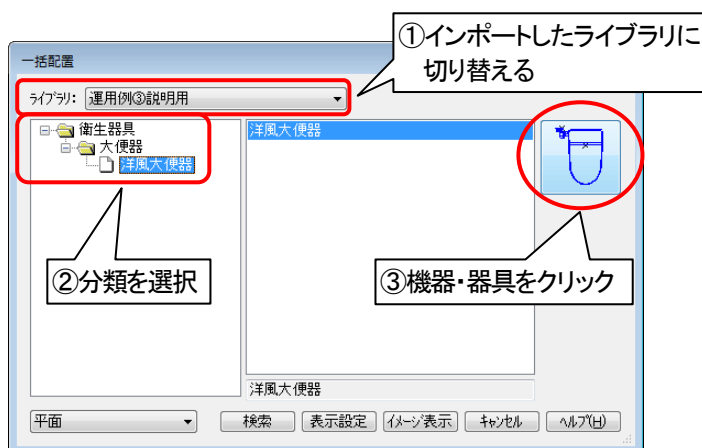 ①インポートしたライブラリに
切り替える
一括配置
ライブラリ: 運用例③説明用
衛生器具
大便器
洋風大便器
洋風大便器
②分類を選択
③機器・器具をクリック
洋風大便器
平面
検索 表示設定 イメージ表示 キャンセル ヘルプ(H)